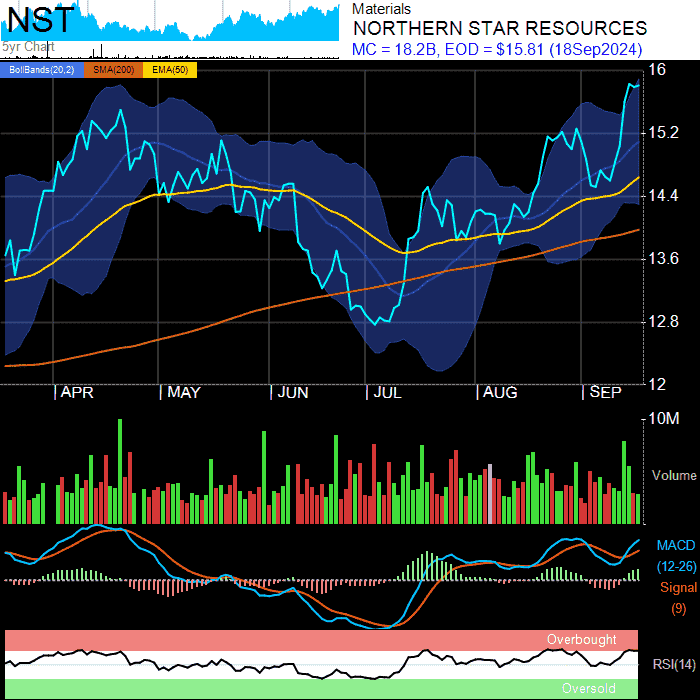 NST
5yr Chart
Materials
NORTHERN STAR RESOURCES
MC = 18.2B, EOD = $15.81 (18Sep2024)
BollBands(20,2) SMA(200) EMA(50)
16
15.2
14.4
13.6
12.8
12
APR MAY JUN JUL AUG SEP
10M
Volume
MACD
(12-26)
Signal
(9)
Overbought
RSI(14)
Oversold